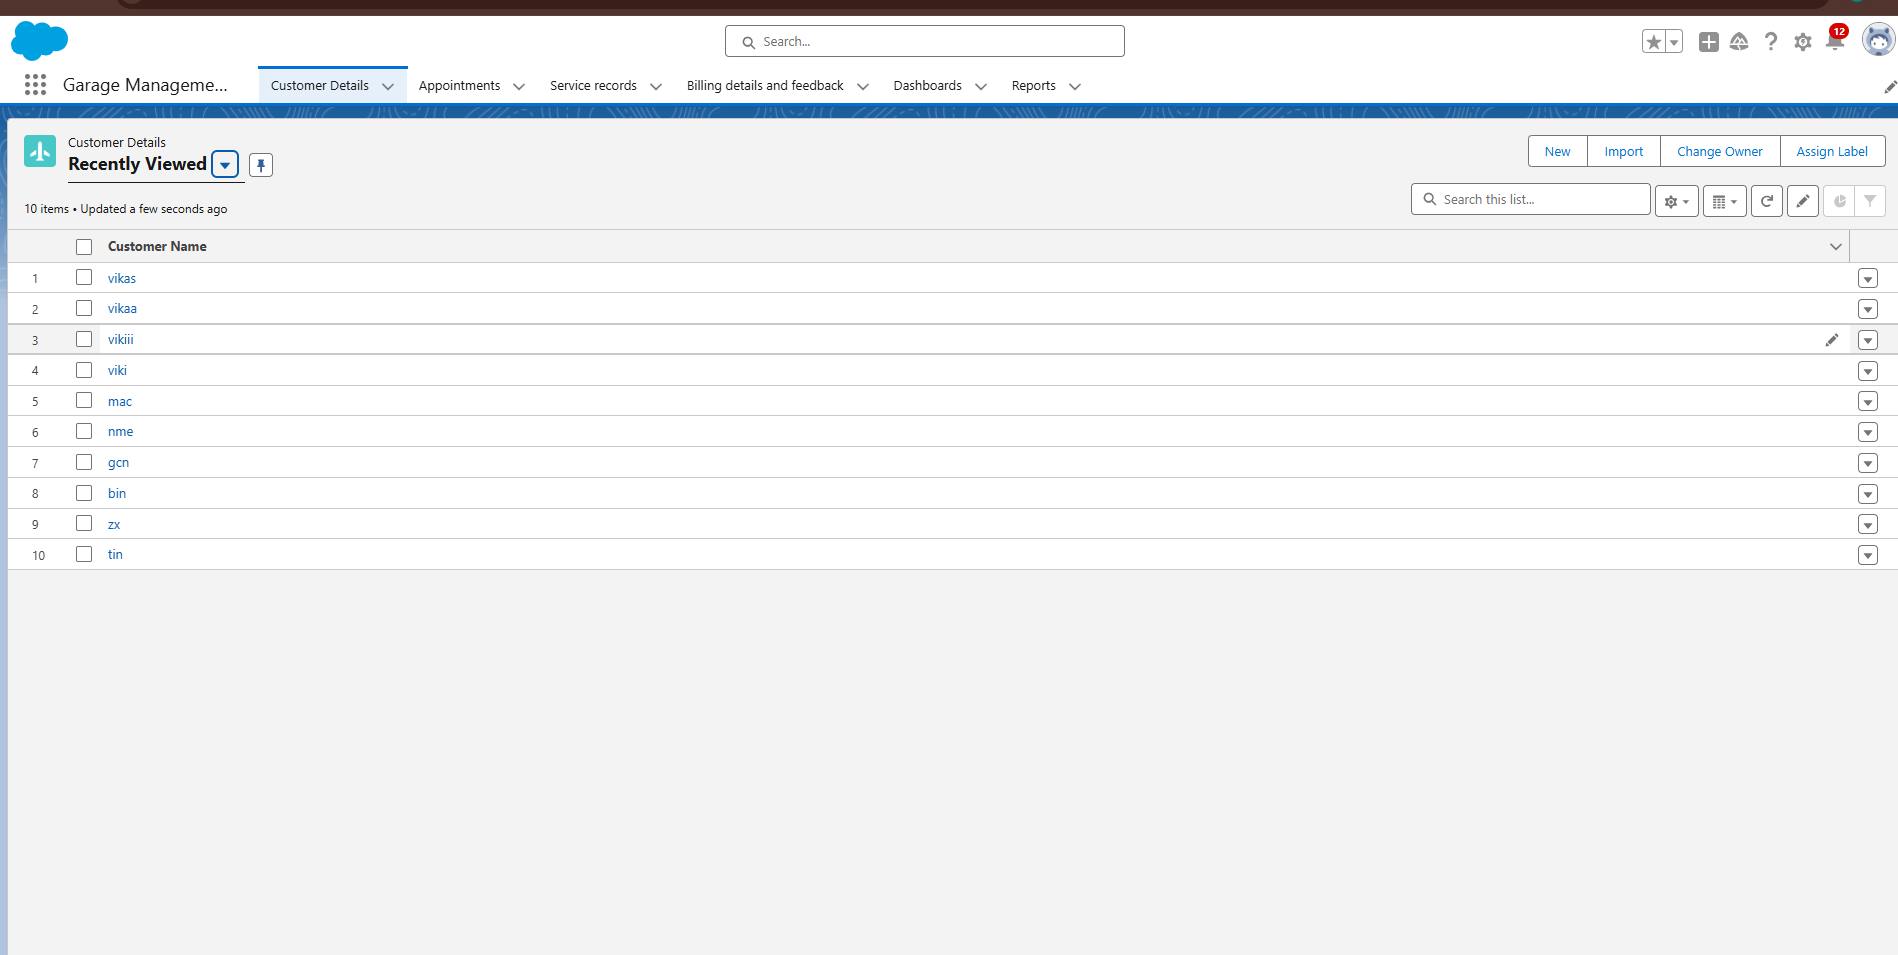 Search...
12
Garage Manageme...
Customer Details
Appointments
Service records
Billing details and feedback
Dashboards
Reports
Customer Details
Recently Viewed
New
Import
Change Owner
Assign Label
10 items • Updated a few seconds ago
Search this list...
Customer Name
1 vikas
2 vikaa
3 vikiii
4 viki
5 mac
6 nme
7 gcn
8 bin
9 zx
10 tin